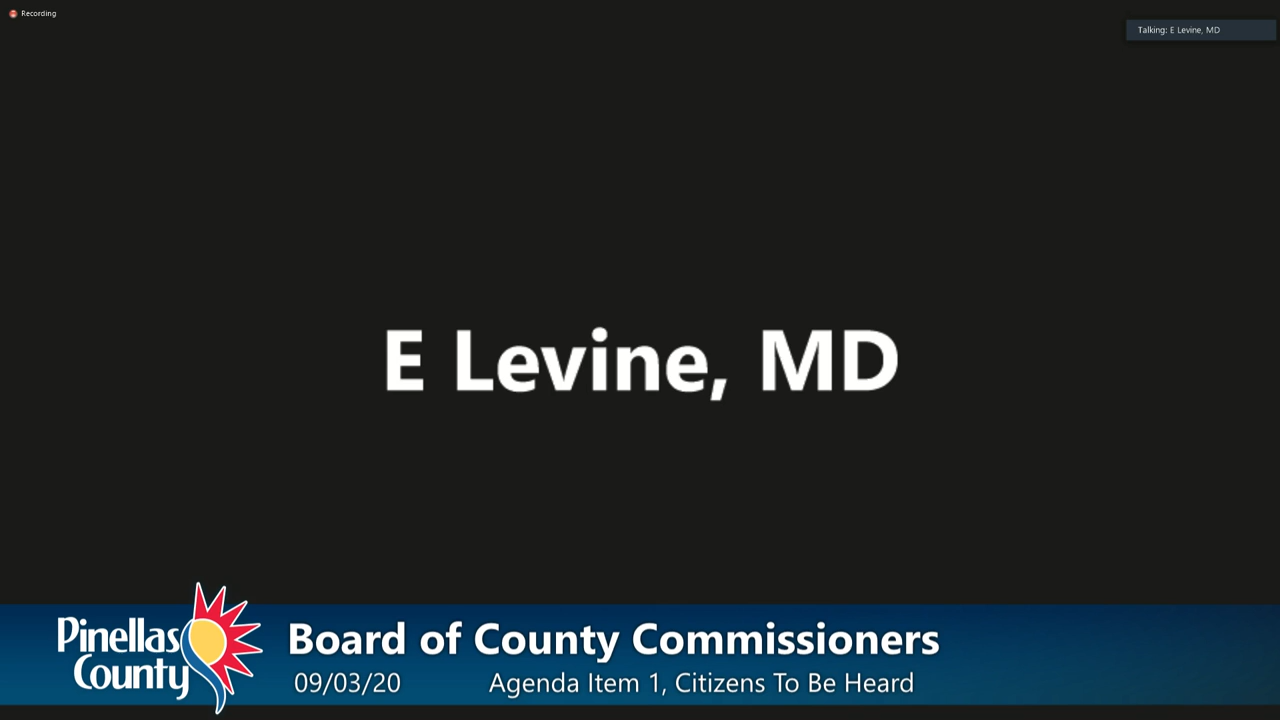 Recording
Talking: E Levine, MD
E Levine, MD
Pinellas
County
Board of County Commissioners
09/03/20 Agenda Item 1, Citizens To Be Heard